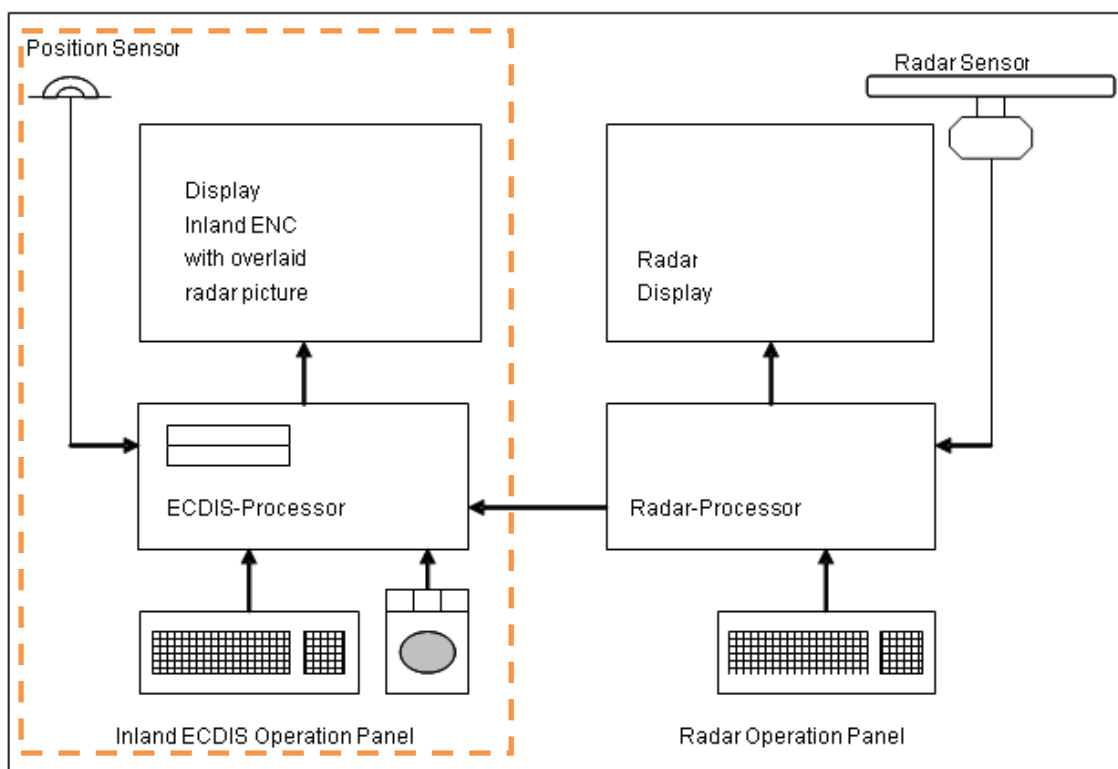 Position Sensor
Radar Sensor
Display
Inland ENC
with overlaid
radar picture
Radar
Display
ECDIS-Processor
Radar-Processor
Inland ECDIS Operation Panel
Radar Operation Panel